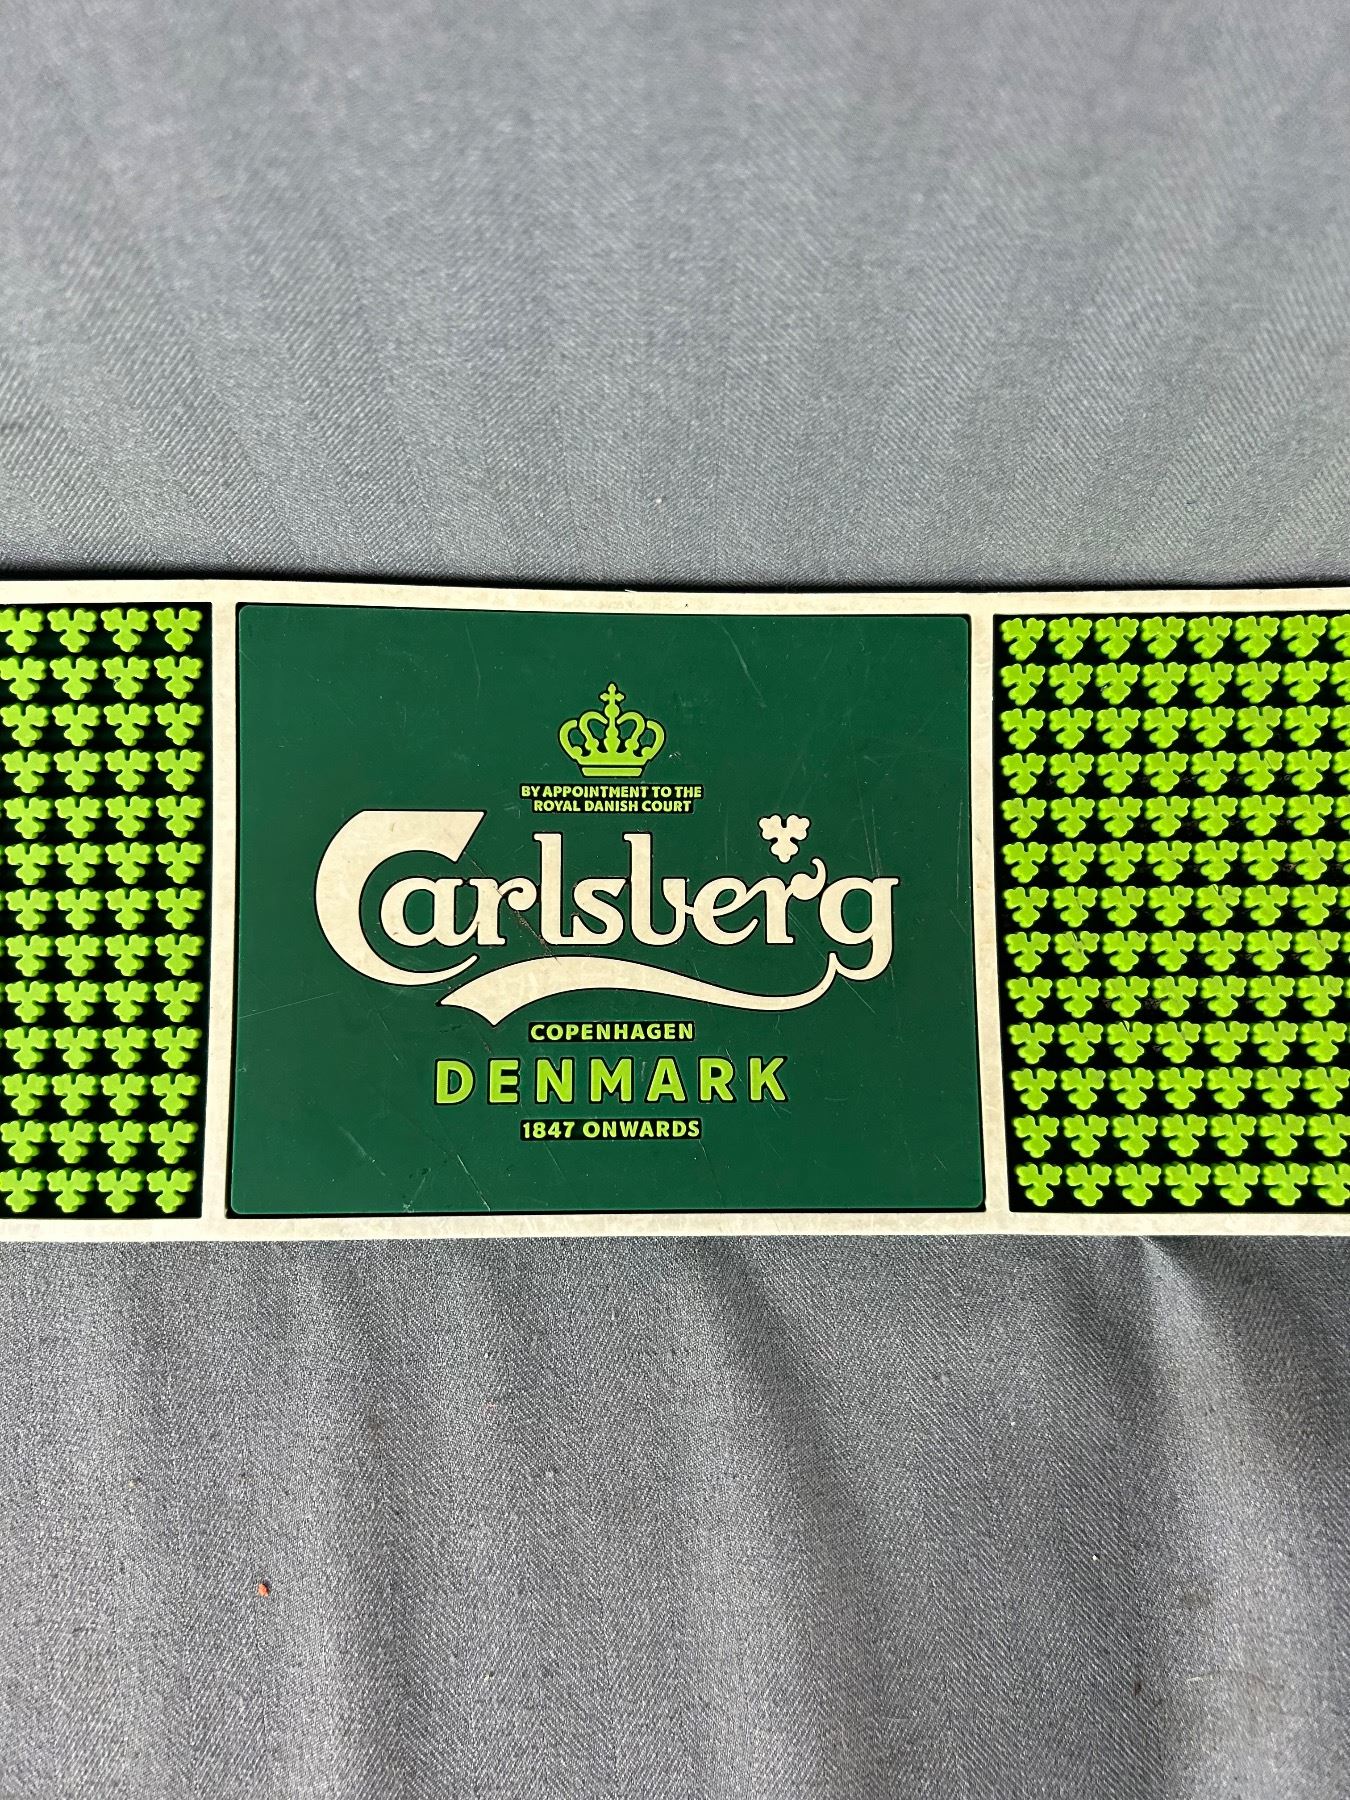 BY APPOINTMENT TO THE
ROYAL DANISH COURT
Carlsberg
COPENHAGEN
DENMARK
1847 ONWARDS